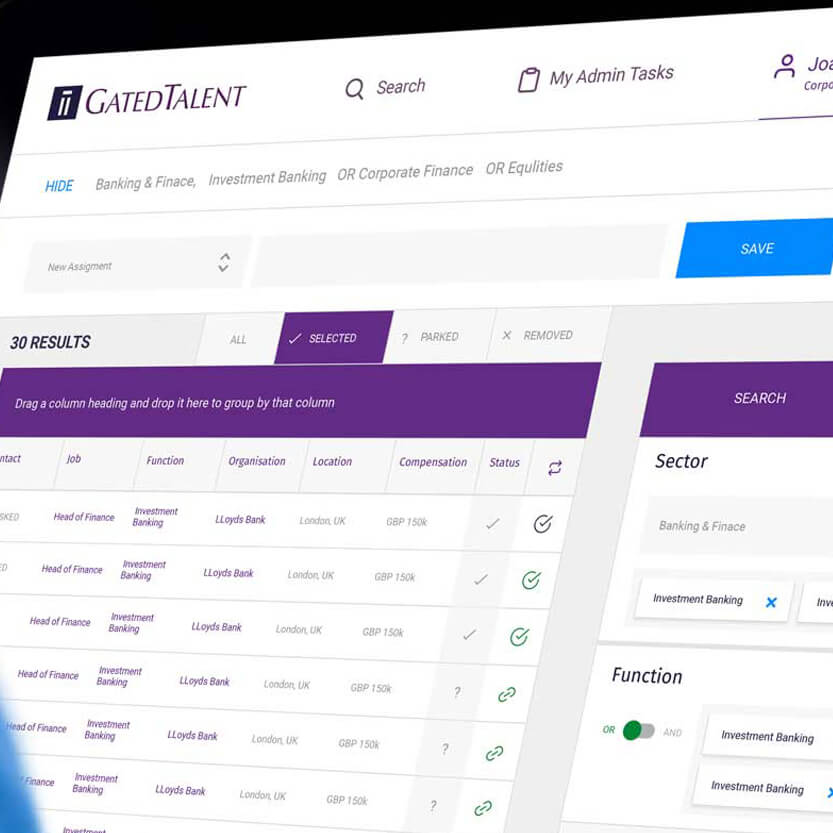 GATEDTALENT
Search
My Admin Tasks
HIDE Banking & Finace, Investment Banking OR Corporate Finance OR Equlities
New Assigment
SAVE
30 RESULTS
ALL
SELECTED
? PARKED
REMOVED
Drag a column heading and drop it here to group by that column
Job Function Organisation Location Compensation Status
Head of Finance Investment Banking LLoyds Bank London, UK GBP 150k
Head of Finance Investment Banking LLoyds Bank London, UK GBP 150k
Head of Finance Investment Banking LLoyds Bank London, UK GBP 150k
Head of Finance Investment Banking LLoyds Bank London, UK GBP 150k ?
Head of Finance Investment Banking LLoyds Bank London, UK GBP 150k ?
Finance Investment Banking LLoyds Bank London, UK GBP 150k ?
SEARCH
Sector
Banking & Finace
Investment Banking
Function
OR AND
Investment Banking
Investment Banking